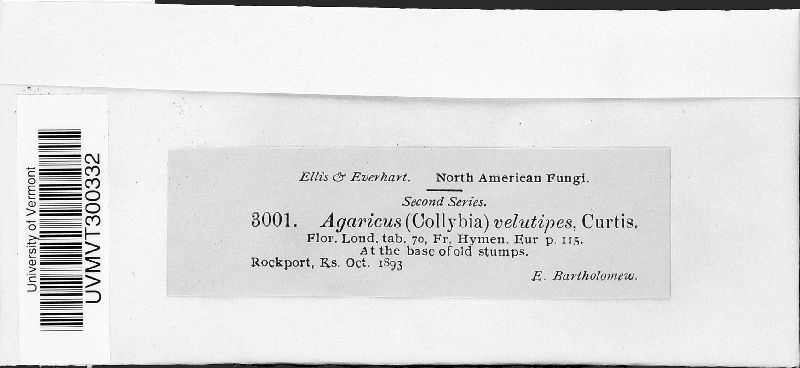 University of Vermont
UVMVT300332
Ellis & Everhart. North American Fungi.
Second Series.
3001. Agaricus (Collybia) velutipes, Curtis.
Flor. Lond. tab. 70, Fr. Hymen. Eur p. 115.
At the base of old stumps.
Rockport, Ks. Oct. 1893
E. Bartholomew.